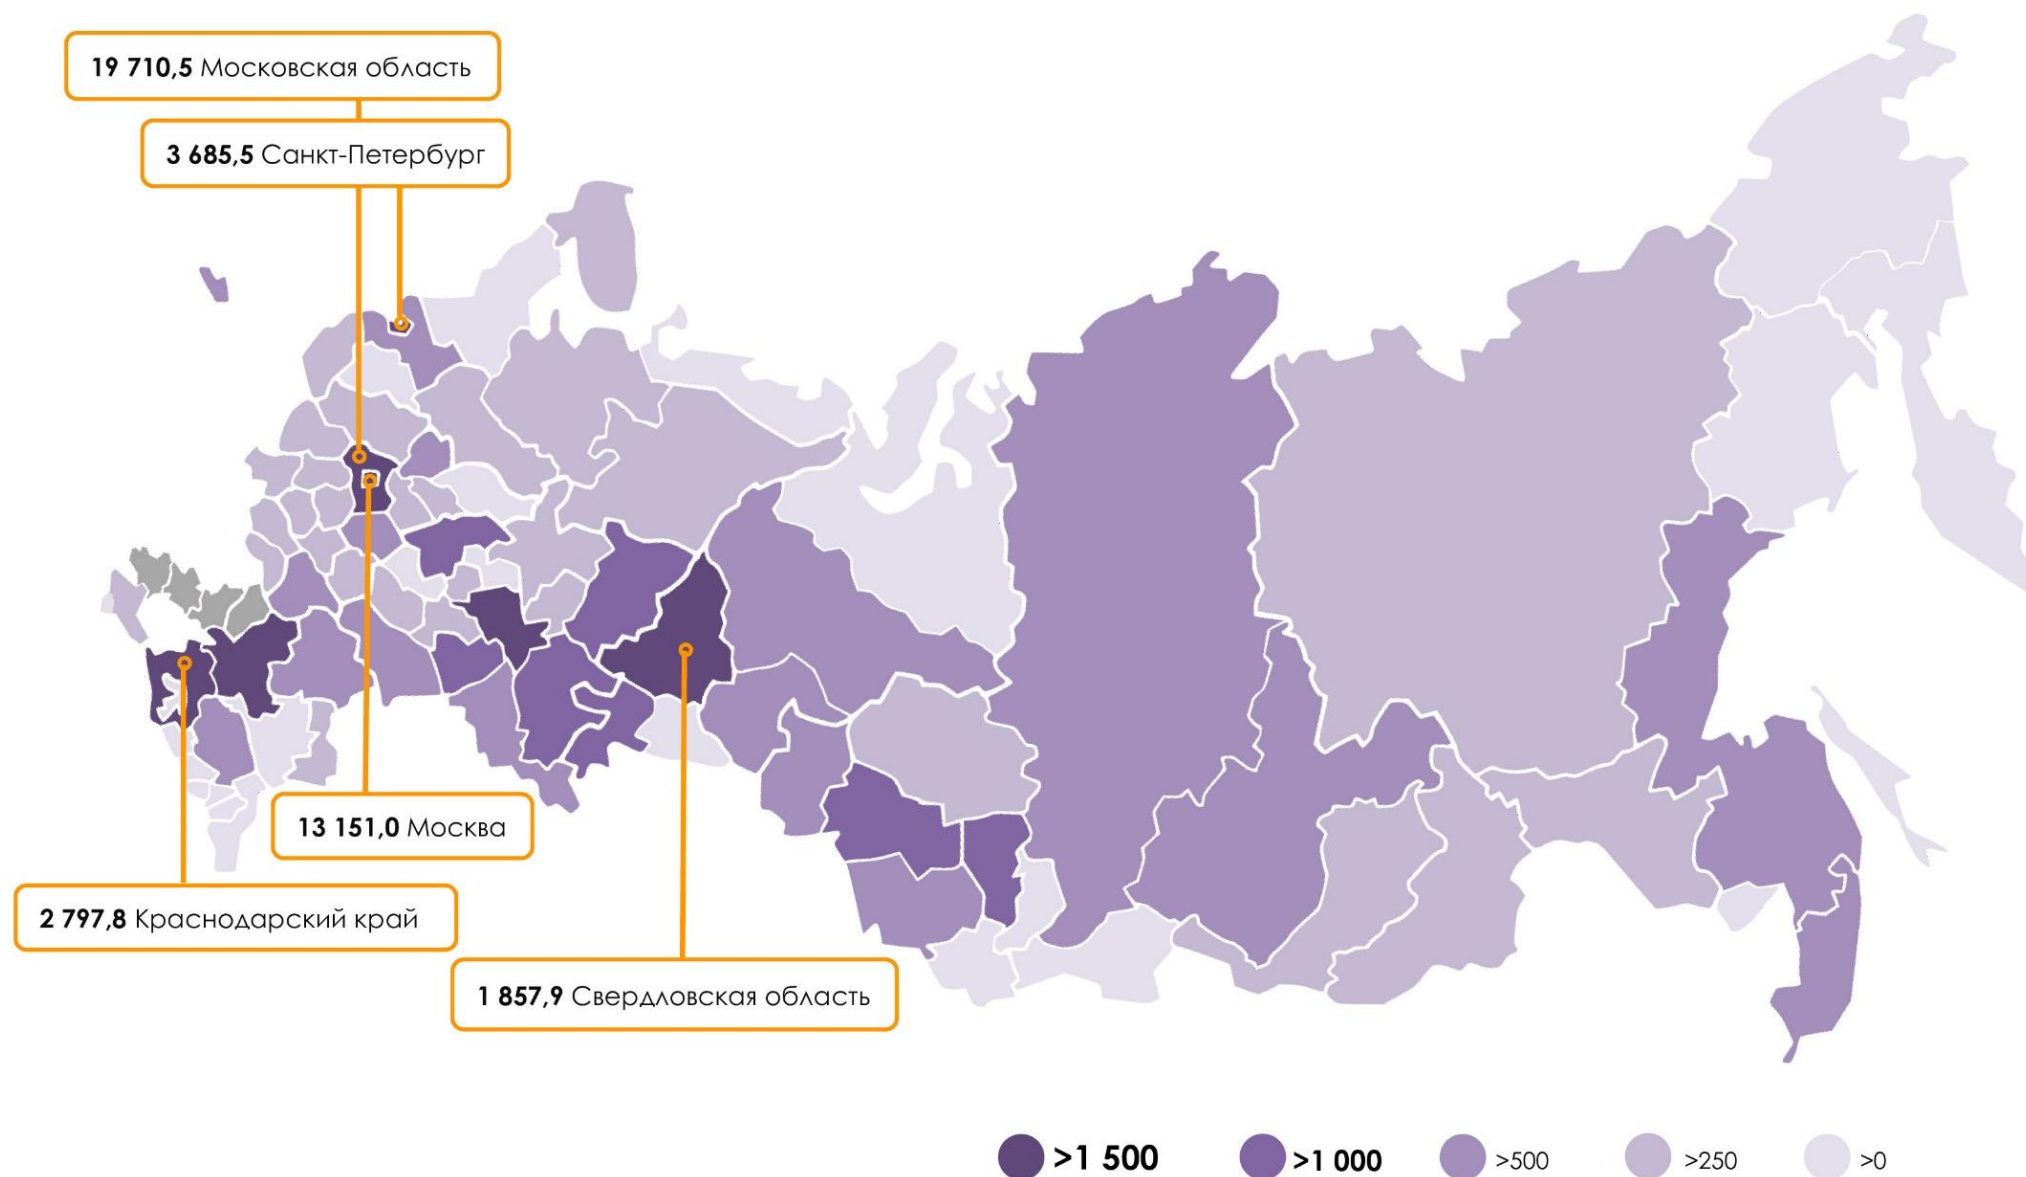 19 710,5 Московская область
3 685,5 Санкт-Петербург
13 151,0 Москва
2 797,8 Краснодарский край
1 857,9 Свердловская область
>1 500 >1 000 >500 >250 >0